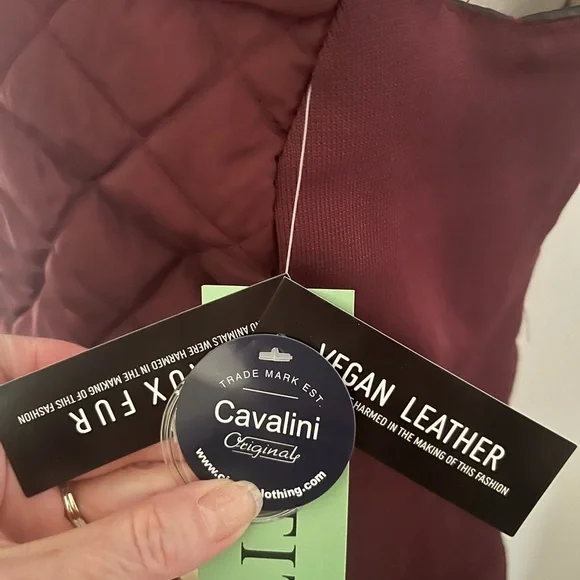 TRADE MARK EST.
Cavalini
Originals
VEGAN LEATHER
HARMED IN THE MAKING OF THIS FASHION
FUR
ANIMALS WERE HARMED IN THE MAKING OF THIS FASHION